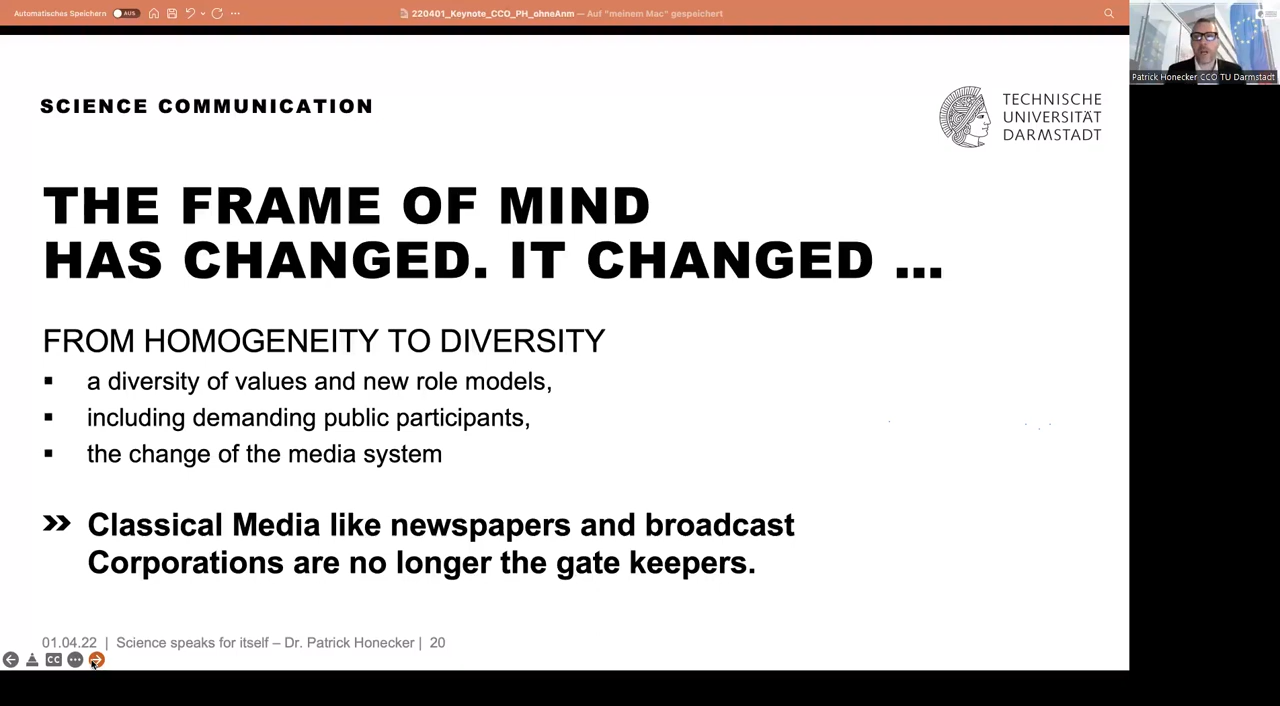 Automatisches Speichern AUS
220401_Keynote_CCO_PH_ohneAnm — Auf "meinem Mac" gespeichert
Patrick Honecker CCO TU Darmstadt
SCIENCE COMMUNICATION
TECHNISCHE
UNIVERSITÄT
DARMSTADT
THE FRAME OF MIND
HAS CHANGED. IT CHANGED ...
FROM HOMOGENEITY TO DIVERSITY
▪ a diversity of values and new role models,
▪ including demanding public participants,
▪ the change of the media system
» Classical Media like newspapers and broadcast
Corporations are no longer the gate keepers.
01.04.22 | Science speaks for itself – Dr. Patrick Honecker | 20
CC